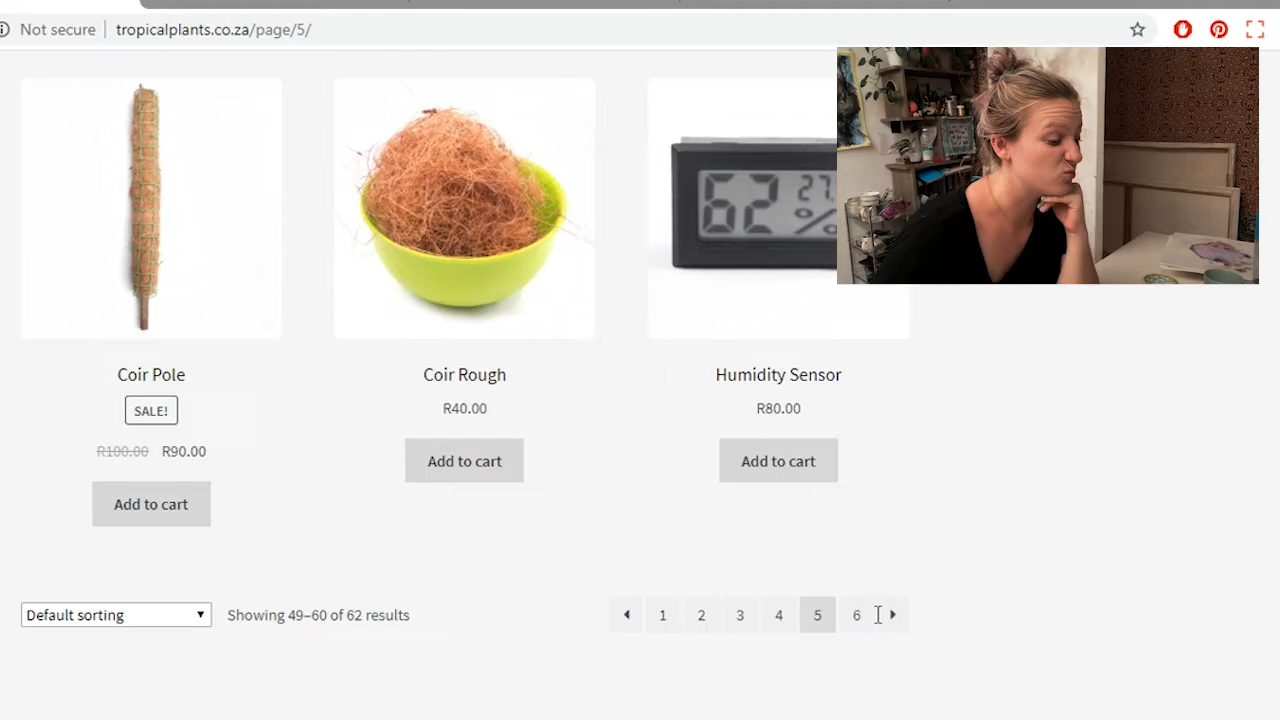 Not secure
tropicalplants.co.za/page/5/
62 27. %
Coir Pole
SALE!
R100.00 R90.00
Add to cart
Coir Rough
R40.00
Add to cart
Humidity Sensor
R80.00
Add to cart
Default sorting
Showing 49–60 of 62 results
1 2 3 4 5 6